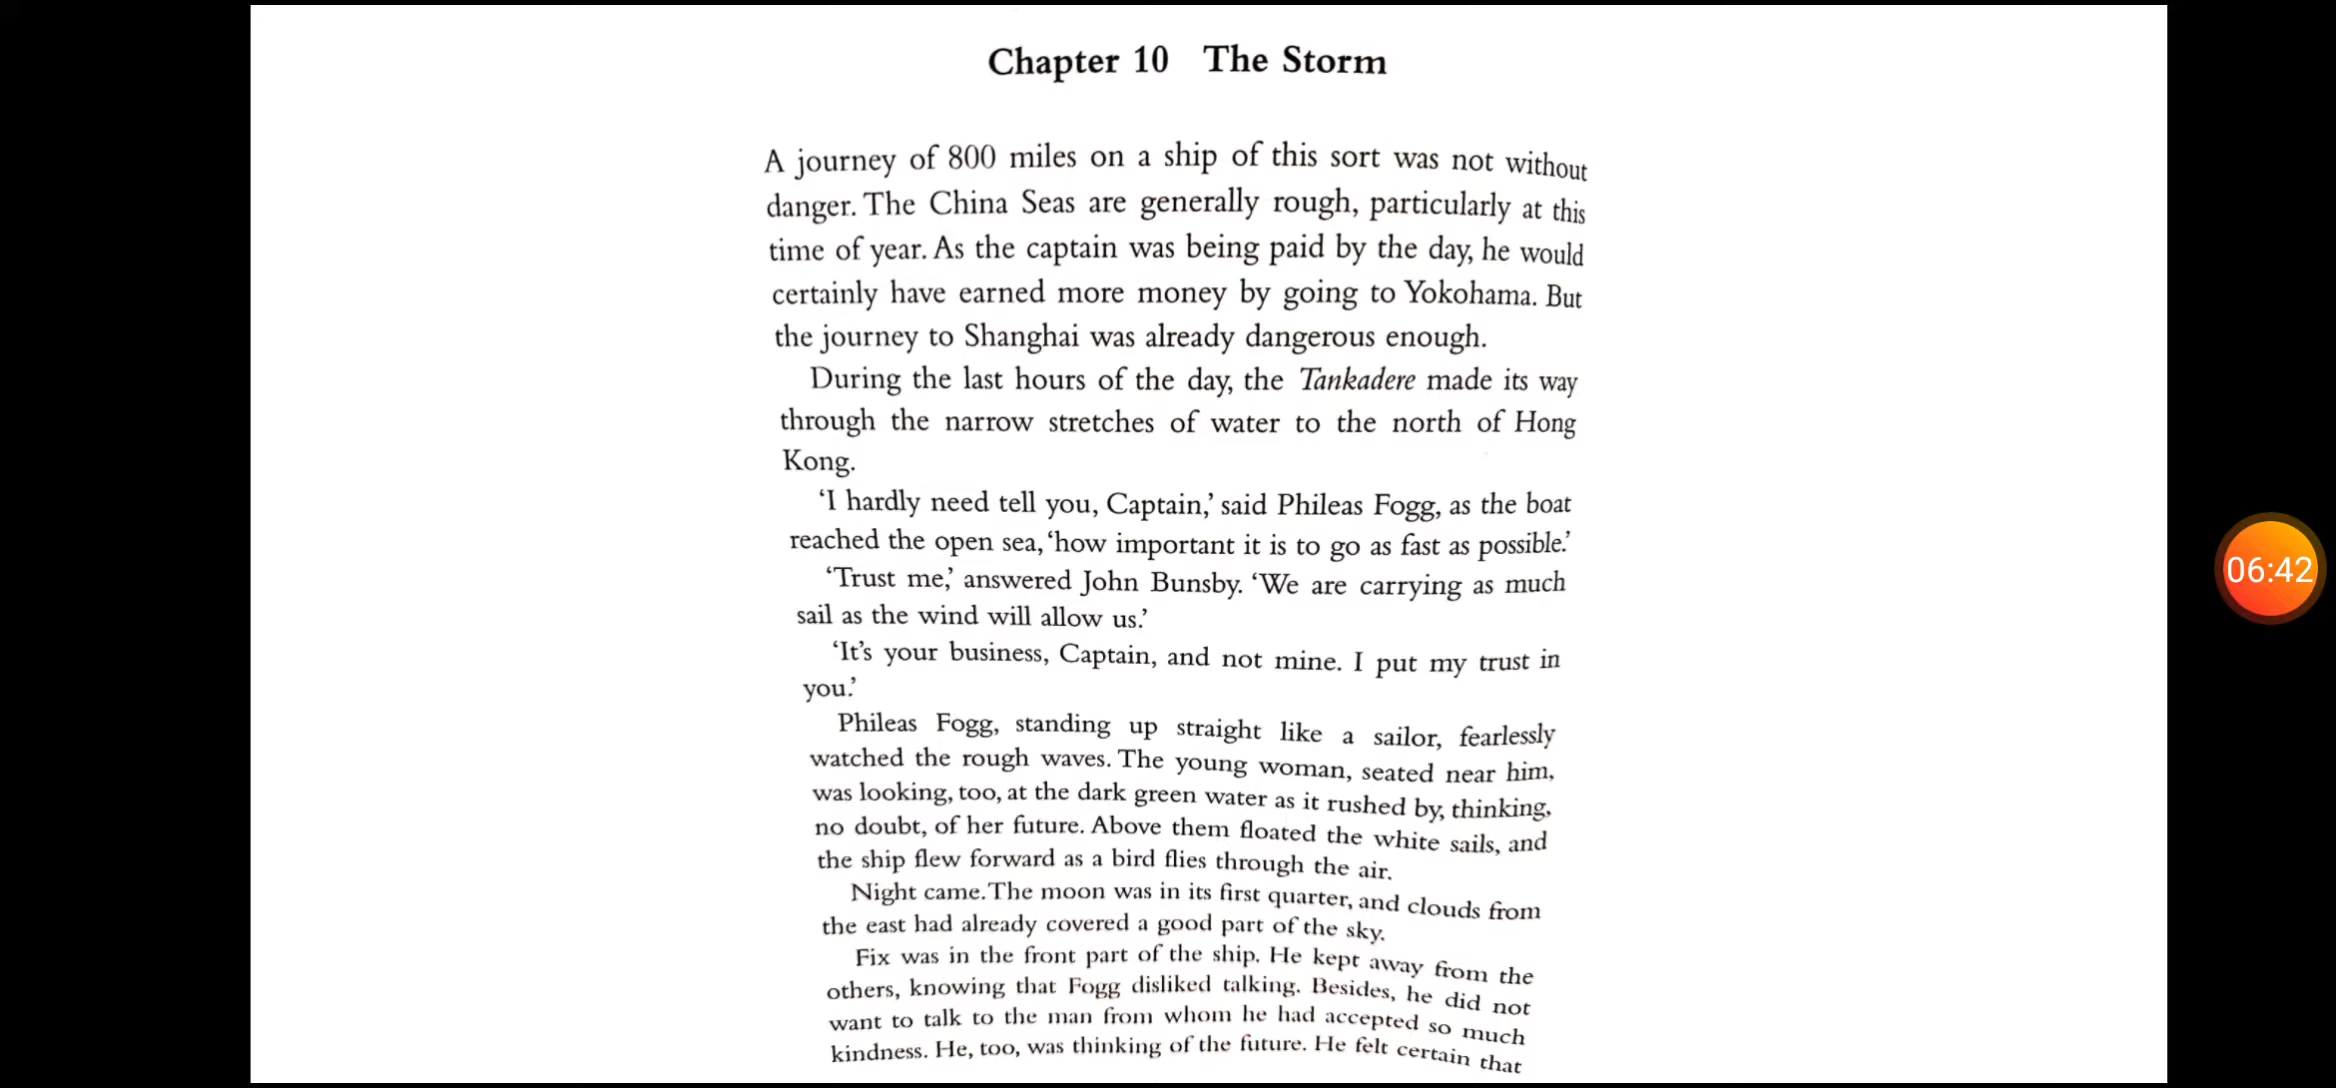 Chapter 10 The Storm
A journey of 800 miles on a ship of this sort was not without
danger. The China Seas are generally rough, particularly at this
time of year. As the captain was being paid by the day, he would
certainly have earned more money by going to Yokohama. But
the journey to Shanghai was already dangerous enough.
During the last hours of the day, the Tankadere made its way
through the narrow stretches of water to the north of Hong
Kong.
‘I hardly need tell you, Captain,’ said Phileas Fogg, as the boat
reached the open sea, ‘how important it is to go as fast as possible.’
‘Trust me,’ answered John Bunsby. ‘We are carrying as much
sail as the wind will allow us.’
‘It’s your business, Captain, and not mine. I put my trust in
you.’
Phileas Fogg, standing up straight like a sailor, fearlessly
watched the rough waves. The young woman, seated near him,
was looking, too, at the dark green water as it rushed by, thinking,
no doubt, of her future. Above them floated the white sails, and
the ship flew forward as a bird flies through the air.
Night came. The moon was in its first quarter, and clouds from
the east had already covered a good part of the sky.
Fix was in the front part of the ship. He kept away from the
others, knowing that Fogg disliked talking. Besides, he did not
want to talk to the man from whom he had accepted so much
kindness. He, too, was thinking of the future. He felt certain that
06:42